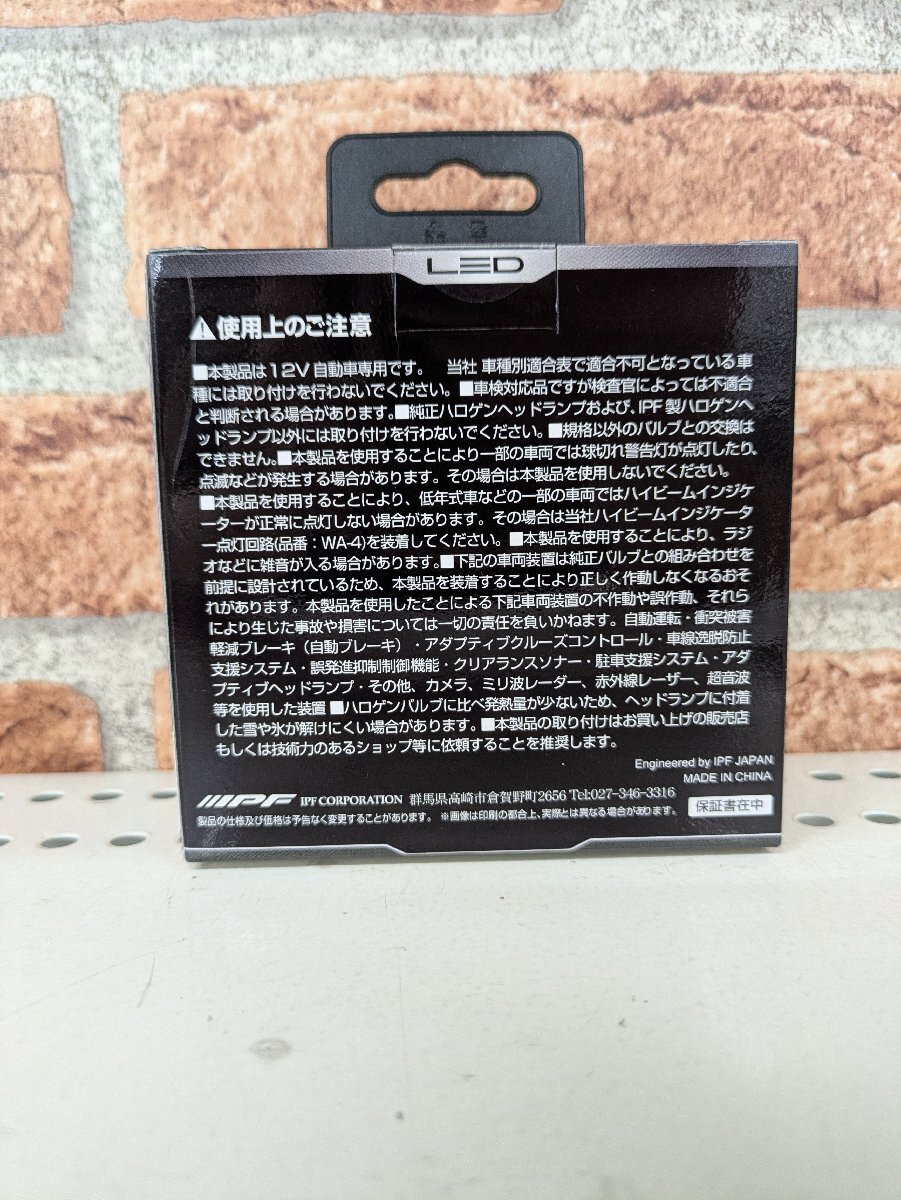 LED
⚠使用上のご注意
■本製品は12V自動車専用です。 当社 車種別適合表で適合不可となっている車
種には取り付けを行わないでください。■車検対応品ですが検査官によっては不適合
と判断される場合があります。■純正ハロゲンヘッドランプおよび、IPF製ハロゲンヘ
ッドランプ以外には取り付けを行わないでください。■規格以外のバルブとの交換は
できません。■本製品を使用することにより一部の車両では球切れ警告灯が点灯したり、
点滅などが発生する場合があります。その場合は本製品を使用しないでください。
■本製品を使用することにより、低年式車などの一部の車両ではハイビームインジケ
ーターが正常に点灯しない場合があります。その場合は当社ハイビームインジケータ
ー点灯回路(品番：WA-4)を装着してください。■本製品を使用することにより、ラジ
オなどに雑音が入る場合があります。■下記の車両装置は純正バルブとの組み合わせを
前提に設計されているため、本製品を装着することにより正しく作動しなくなるおそ
れがあります。本製品を使用したことによる下記車両装置の不作動や誤作動、それら
により生じた事故や損害については一切の責任を負いかねます。自動運転・衝突被害
軽減ブレーキ（自動ブレーキ）・アダプティブクルーズコントロール・車線逸脱防止
支援システム・誤発進抑制制御機能・クリアランスソナー・駐車支援システム・アダ
プティブヘッドランプ・その他、カメラ、ミリ波レーダー、赤外線レーザー、超音波
等を使用した装置 ■ハロゲンバルブに比べ発熱量が少ないため、ヘッドランプに付着
した雪や氷が解けにくい場合があります。■本製品の取り付けはお買い上げの販売店
もしくは技術力のあるショップ等に依頼することを推奨します。
Engineered by IPF JAPAN
MADE IN CHINA
IPF IPF CORPORATION 群馬県高崎市倉賀野町2656 Tel:027-346-3316
製品の仕様及び価格は予告なく変更することがあります。 ※画像は印刷の都合上、実際とは異なる場合があります。
保証書在中